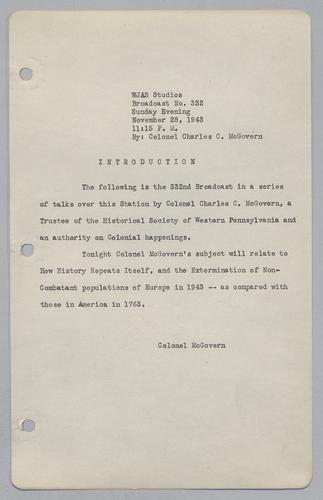 WJAS Studios
Broadcast No. 332
Sunday Evening
November 28, 1943
11:15 P. M.
By: Colonel Charles C. McGovern
I N T R O D U C T I O N
The following is the 332nd Broadcast in a series
of talks over this Station by Colonel Charles C. McGovern, a
Trustee of the Historical Society of Western Pennsylvania and
an authority on Colonial happenings.
Tonight Colonel McGovern's subject will relate to
How History Repeats Itself, and the Extermination of Non-
Combatant populations of Europe in 1943 -- as compared with
those in America in 1763.
Colonel McGovern